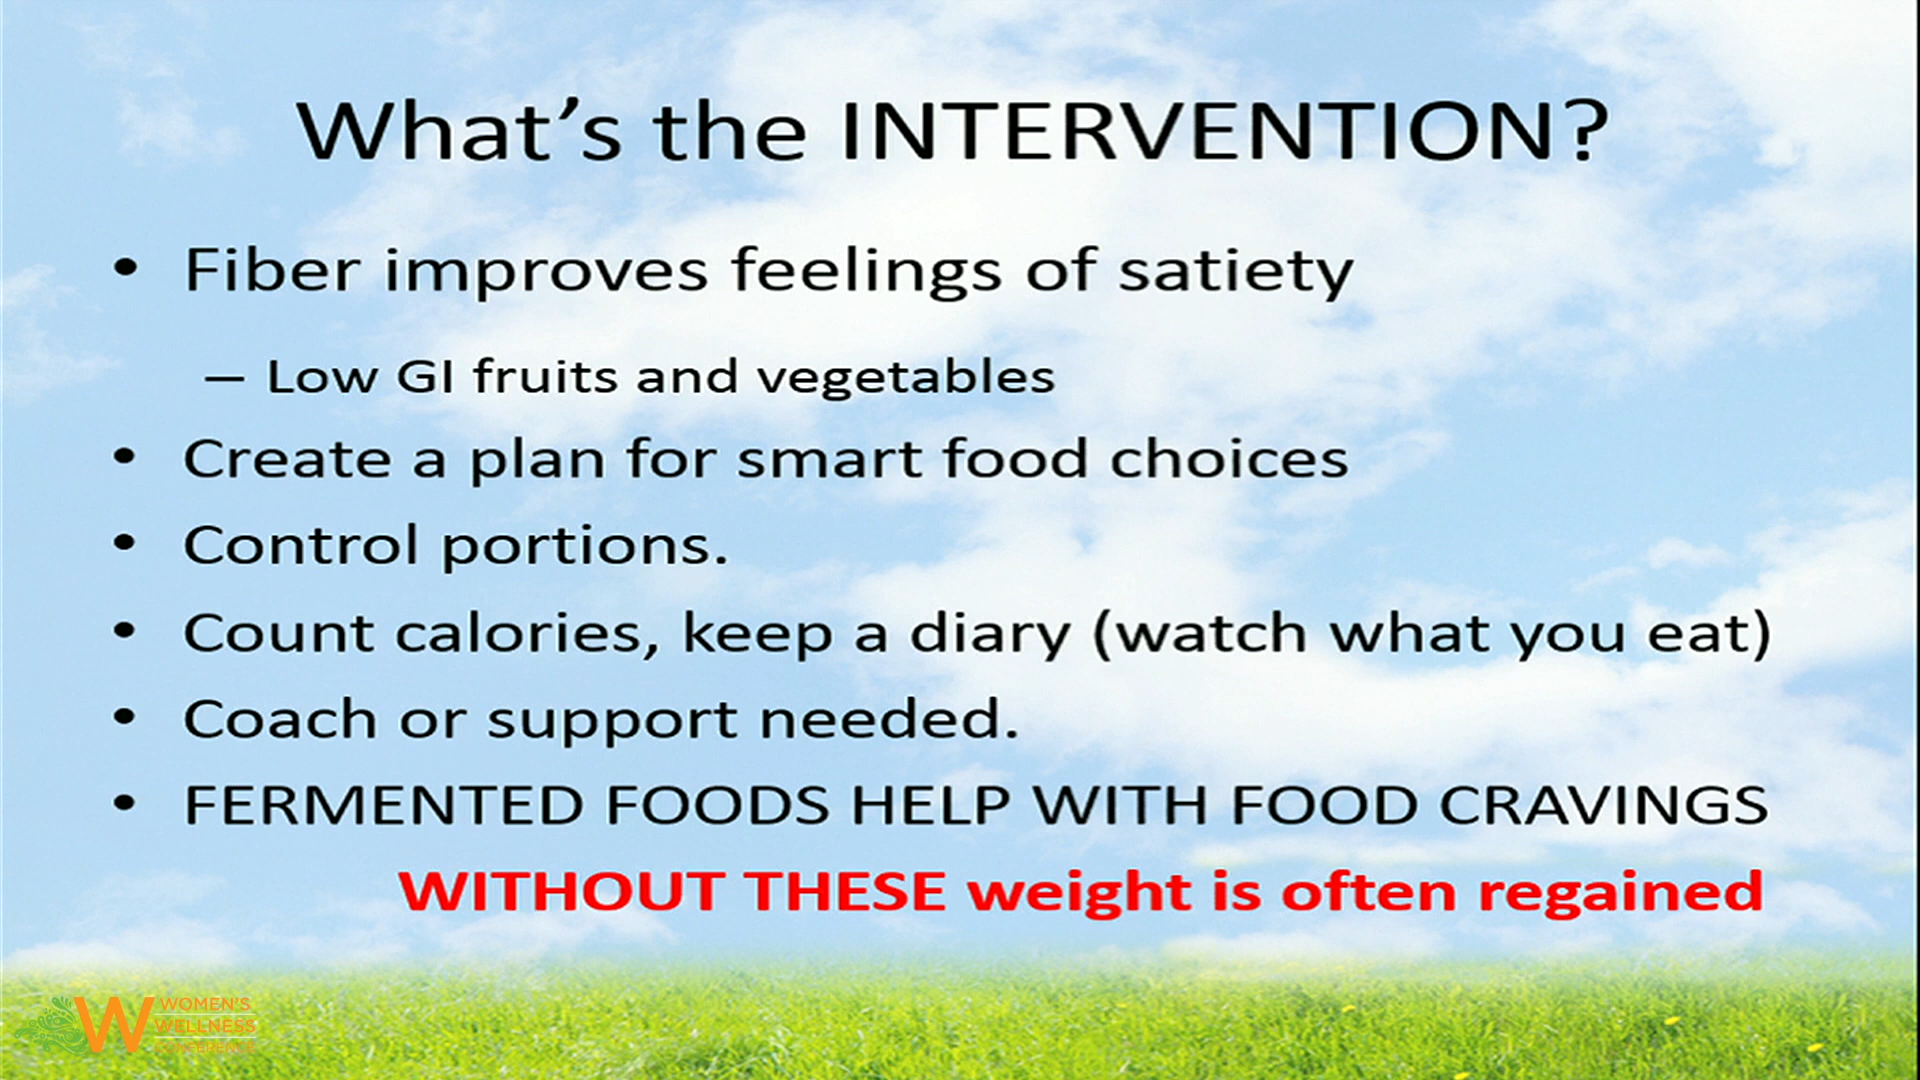 What’s the INTERVENTION?
• Fiber improves feelings of satiety
– Low GI fruits and vegetables
• Create a plan for smart food choices
• Control portions.
• Count calories, keep a diary (watch what you eat)
• Coach or support needed.
• FERMENTED FOODS HELP WITH FOOD CRAVINGS
WITHOUT THESE weight is often regained
W
WOMEN'S
WELLNESS
CONFERENCE